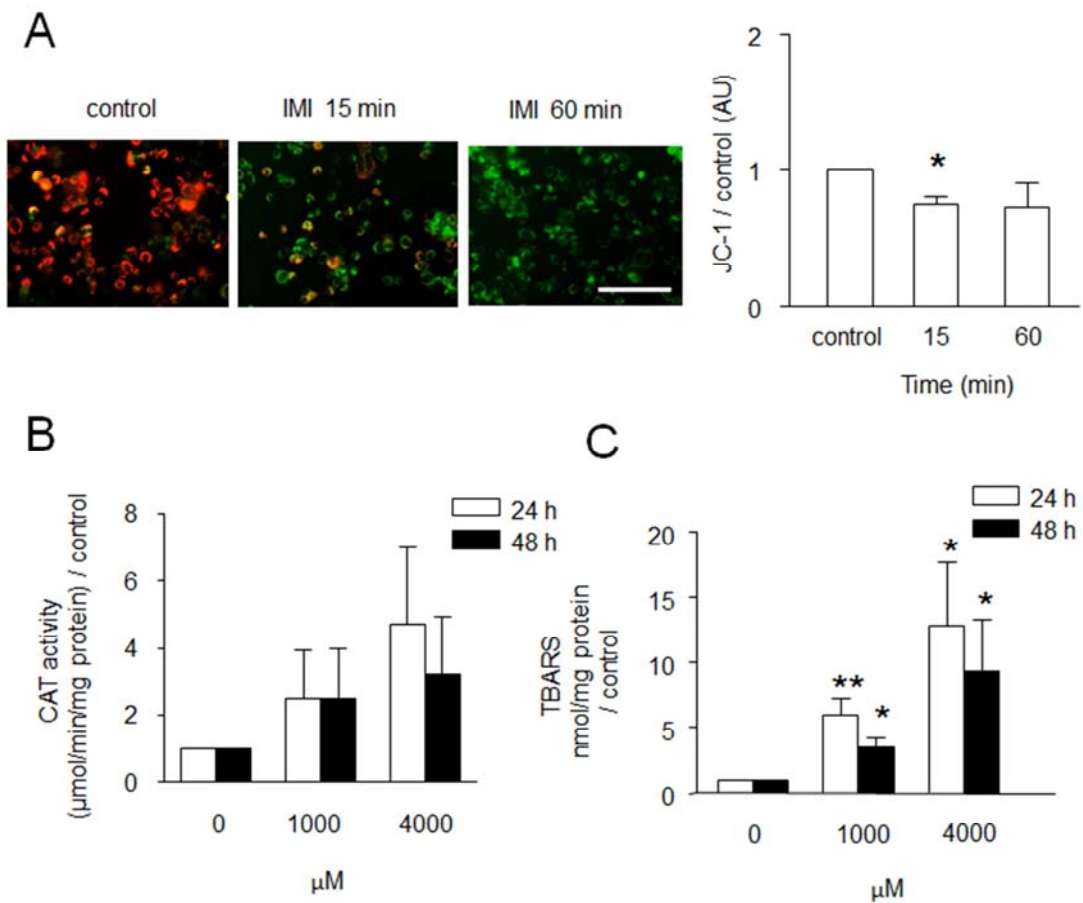 A
control
IMI 15 min
IMI 60 min
JC-1 / control (AU)
2
1
0
*
control
15
60
Time (min)
B
CAT activity
(μmol/min/mg protein) / control
8
6
4
2
0
24 h
48 h
0
1000
4000
μM
C
TBARS
nmol/mg protein
/ control
20
15
10
5
0
24 h
48 h
**
*
*
*
0
1000
4000
μM